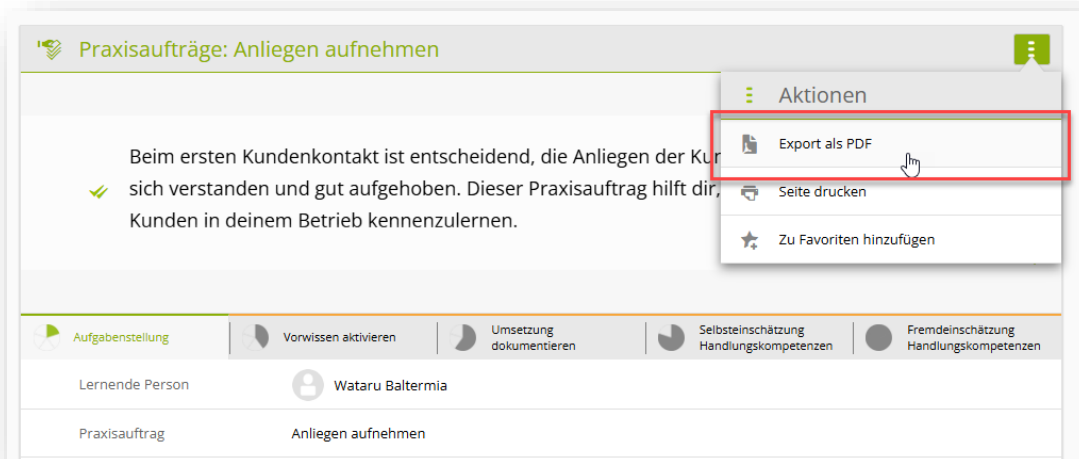 Praxisaufträge: Anliegen aufnehmen
Aktionen
Export als PDF
Seite drucken
Zu Favoriten hinzufügen
Beim ersten Kundenkontakt ist entscheidend, die Anliegen der
sich verstanden und gut aufgehoben. Dieser Praxisauftrag hilft dir,
Kunden in deinem Betrieb kennenzulernen.
Aufgabenstellung
Vorwissen aktivieren
Umsetzung
dokumentieren
Selbsteinschätzung
Handlungskompetenzen
Fremdeinschätzung
Handlungskompetenzen
Lernende Person
Wataru Baltermia
Praxisauftrag
Anliegen aufnehmen